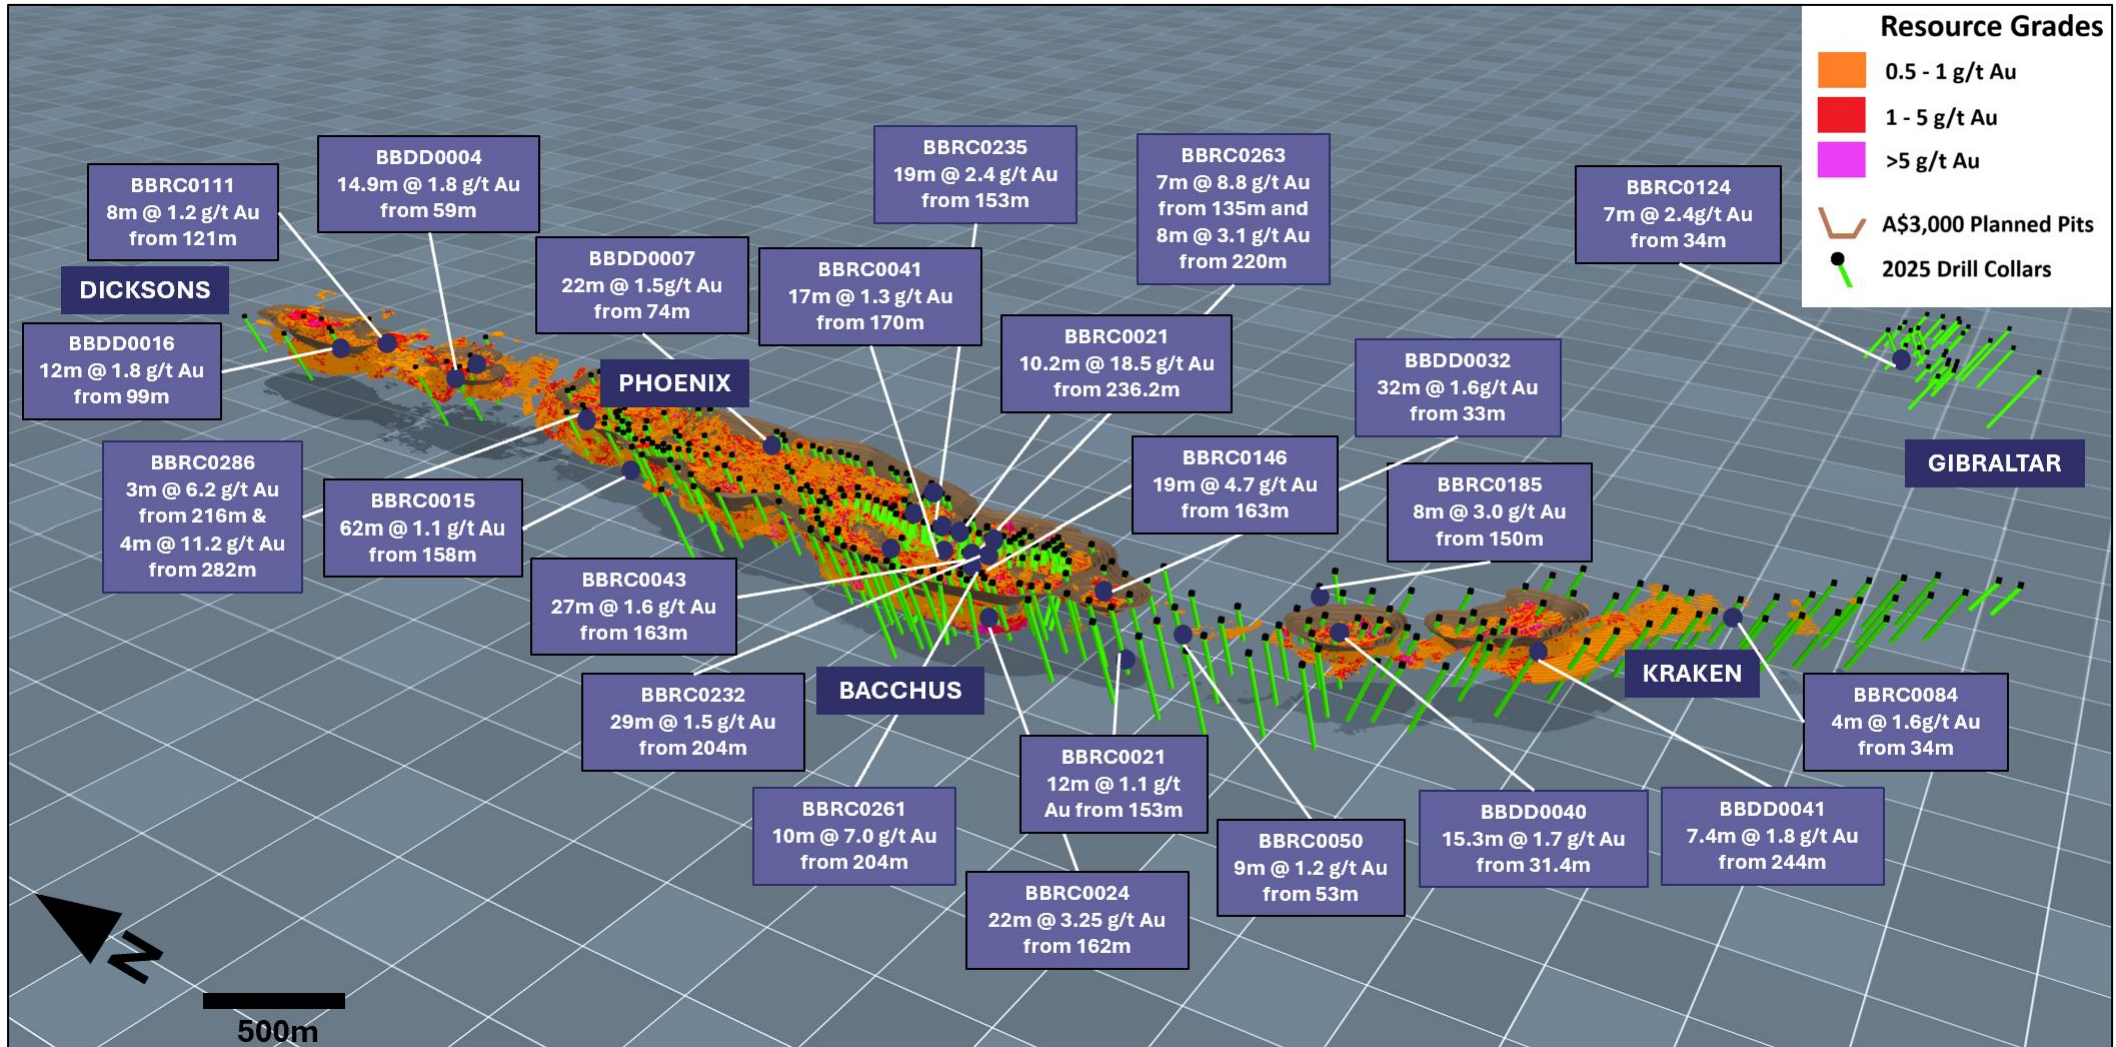 Resource Grades
0.5 - 1 g/t Au
1 - 5 g/t Au
>5 g/t Au
A$3,000 Planned Pits
2025 Drill Collars
BBRC0111
8m @ 1.2 g/t Au
from 121m
BBDD0004
14.9m @ 1.8 g/t Au
from 59m
BBRC0235
19m @ 2.4 g/t Au
from 153m
BBRC0263
7m @ 8.8 g/t Au
from 135m and
8m @ 3.1 g/t Au
from 220m
BBRC0124
7m @ 2.4g/t Au
from 34m
DICKSONS
BBDD0007
22m @ 1.5g/t Au
from 74m
BBRC0041
17m @ 1.3 g/t Au
from 170m
BBDD0016
12m @ 1.8 g/t Au
from 99m
PHOENIX
BBRC0021
10.2m @ 18.5 g/t Au
from 236.2m
BBDD0032
32m @ 1.6g/t Au
from 33m
GIBRALTAR
BBRC0286
3m @ 6.2 g/t Au
from 216m &
4m @ 11.2 g/t Au
from 282m
BBRC0015
62m @ 1.1 g/t Au
from 158m
BBRC0146
19m @ 4.7 g/t Au
from 163m
BBRC0185
8m @ 3.0 g/t Au
from 150m
BBRC0043
27m @ 1.6 g/t Au
from 163m
BBRC0232
29m @ 1.5 g/t Au
from 204m
BACCHUS
KRAKEN
BBRC0084
4m @ 1.6g/t Au
from 34m
BBRC0261
10m @ 7.0 g/t Au
from 204m
BBRC0021
12m @ 1.1 g/t
Au from 153m
BBRC0050
9m @ 1.2 g/t Au
from 53m
BBDD0040
15.3m @ 1.7 g/t Au
from 31.4m
BBDD0041
7.4m @ 1.8 g/t Au
from 244m
BBRC0024
22m @ 3.25 g/t Au
from 162m
N
500m